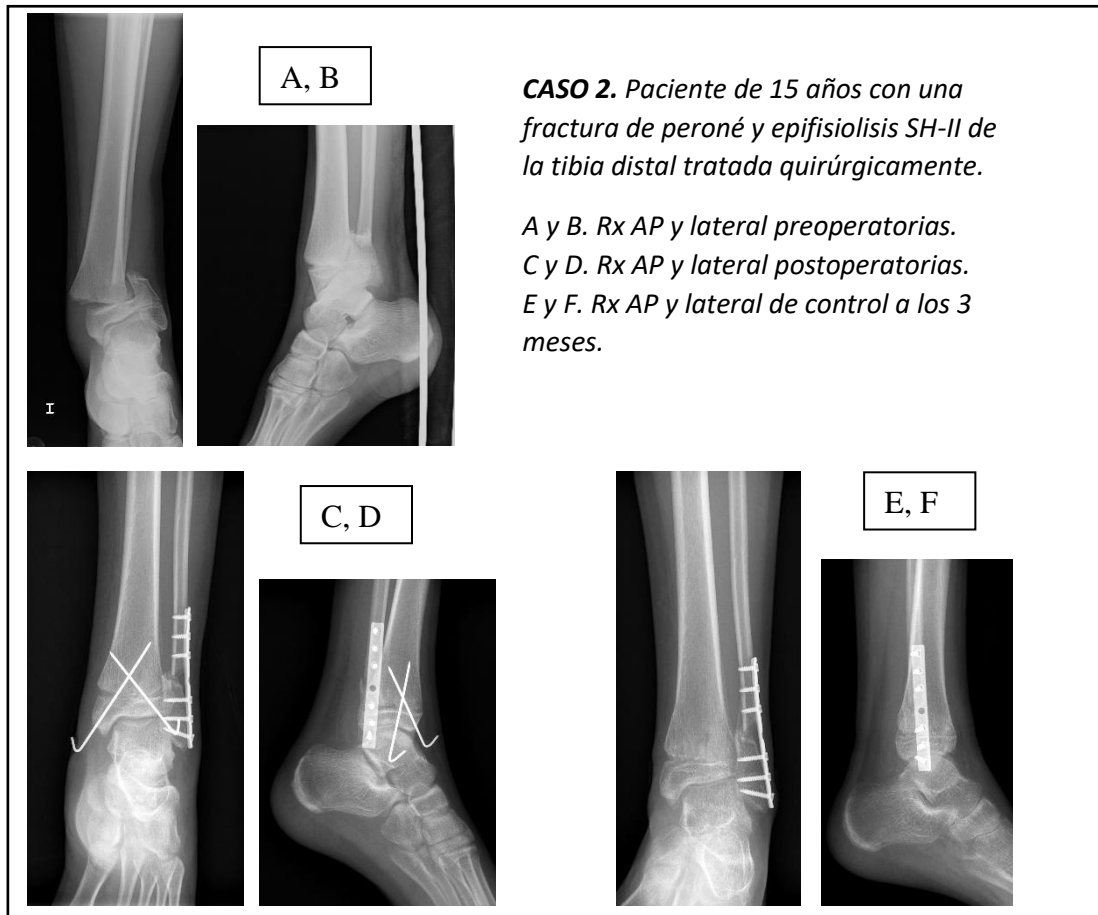 A, B
CASO 2. Paciente de 15 años con una
fractura de peroné y epifisiolisis SH-II de
la tibia distal tratada quirúrgicamente.
A y B. Rx AP y lateral preoperatorias.
C y D. Rx AP y lateral postoperatorias.
E y F. Rx AP y lateral de control a los 3
meses.
I
C, D
E, F